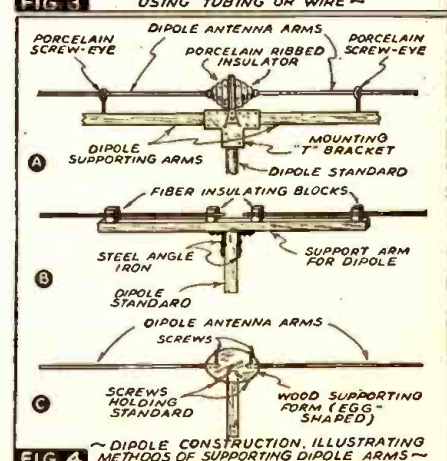 FIG. 3
USING TUBING OR WIRE ~
DIPOLE ANTENNA ARMS
PORCELAIN
SCREW-EYE
PORCELAIN RIBBED
INSULATOR
PORCELAIN
SCREW-EYE
DIPOLE
SUPPORTING ARMS
MOUNTING
"T" BRACKET
DIPOLE STANDARD
A
FIBER INSULATING BLOCKS
STEEL ANGLE
IRON
SUPPORT ARM
FOR DIPOLE
B
DIPOLE
STANDARD
DIPOLE ANTENNA ARMS
SCREWS
C
SCREWS
HOLDING
STANDARD
WOOD SUPPORTING
FORM (EGG-
SHAPED)
FIG. 4
~ DIPOLE CONSTRUCTION, ILLUSTRATING
METHODS OF SUPPORTING DIPOLE ARMS ~